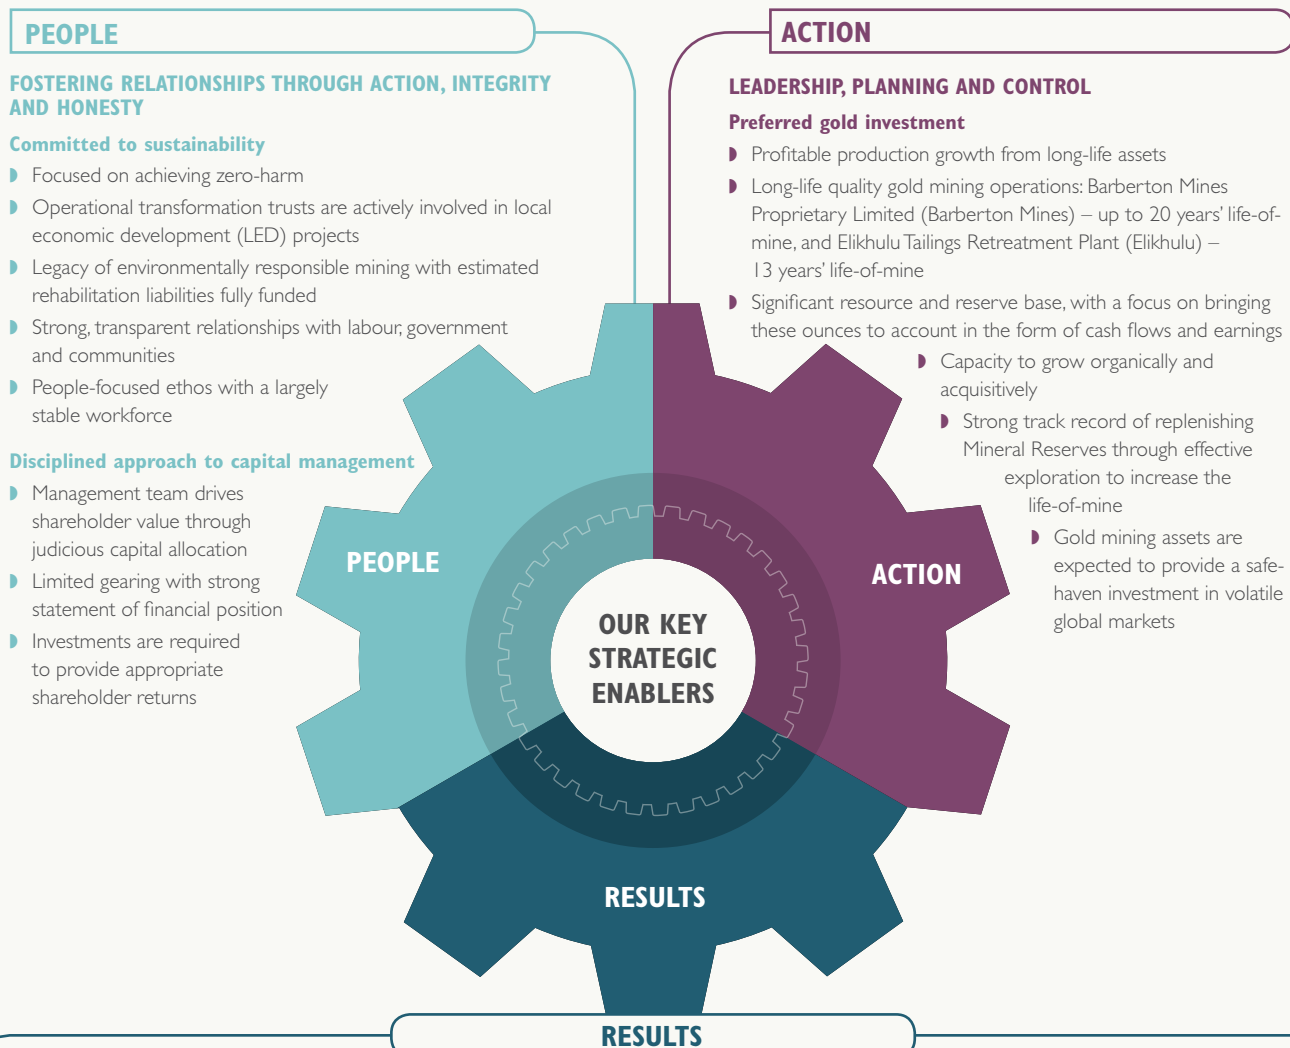 PEOPLE
FOSTERING RELATIONSHIPS THROUGH ACTION, INTEGRITY
AND HONESTY
Committed to sustainability
Focused on achieving zero-harm
Operational transformation trusts are actively involved in local
economic development (LED) projects
Legacy of environmentally responsible mining with estimated
rehabilitation liabilities fully funded
Strong, transparent relationships with labour, government
and communities
People-focused ethos with a largely
stable workforce
Disciplined approach to capital management
Management team drives
shareholder value through
judicious capital allocation
Limited gearing with strong
statement of financial position
Investments are required
to provide appropriate
shareholder returns
ACTION
LEADERSHIP, PLANNING AND CONTROL
Preferred gold investment
Profitable production growth from long-life assets
Long-life quality gold mining operations: Barberton Mines
Proprietary Limited (Barberton Mines) – up to 20 years' life-of-
mine, and Elikhulu Tailings Retreatment Plant (Elikhulu) –
13 years' life-of-mine
Significant resource and reserve base, with a focus on bringing
these ounces to account in the form of cash flows and earnings
Capacity to grow organically and
acquisitively
Strong track record of replenishing
Mineral Reserves through effective
exploration to increase the
life-of-mine
Gold mining assets are
expected to provide a safe-
haven investment in volatile
global markets
PEOPLE
ACTION
OUR KEY
STRATEGIC
ENABLERS
RESULTS
RESULTS